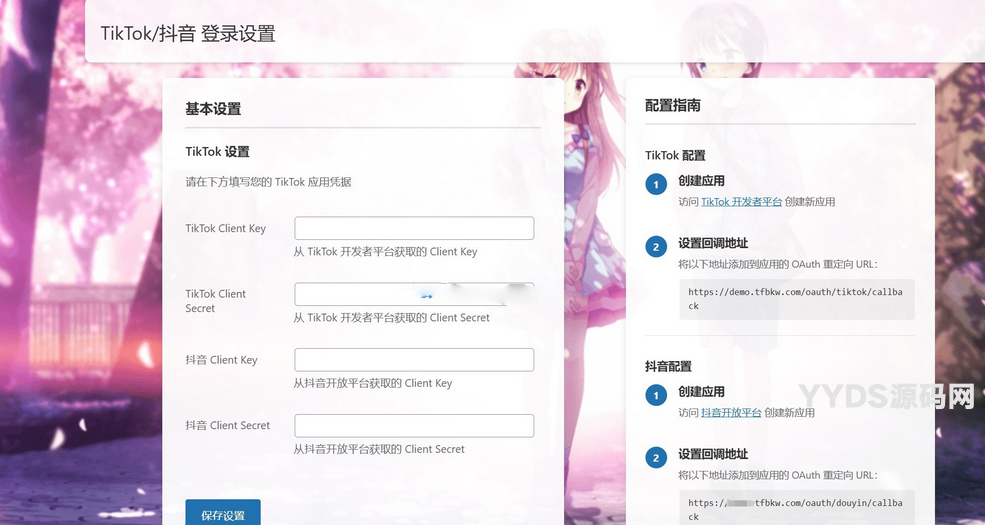 TikTok/抖音 登录设置
基本设置
TikTok 设置
请在下方填写您的 TikTok 应用凭据
TikTok Client Key
从 TikTok 开发者平台获取的 Client Key
TikTok Client
Secret
从 TikTok 开发者平台获取的 Client Secret
抖音 Client Key
从抖音开放平台获取的 Client Key
抖音 Client Secret
从抖音开放平台获取的 Client Secret
保存设置
配置指南
TikTok 配置
1 创建应用
访问 TikTok 开发者平台 创建新应用
2 设置回调地址
将以下地址添加到应用的 OAuth 重定向 URL：
https://demo.tfbkw.com/oauth/tiktok/callba
ck
抖音配置
1 创建应用
访问 抖音开放平台 创建新应用
YYDS源码网
2 设置回调地址
将以下地址添加到应用的 OAuth 重定向 URL：
https://tfbkw.com/oauth/douyin/callba
ck